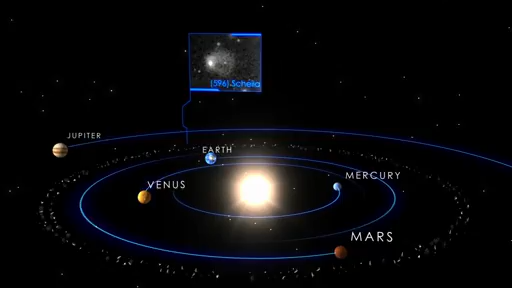 (596) Scheila
JUPITER
EARTH
MERCURY
VENUS
MARS